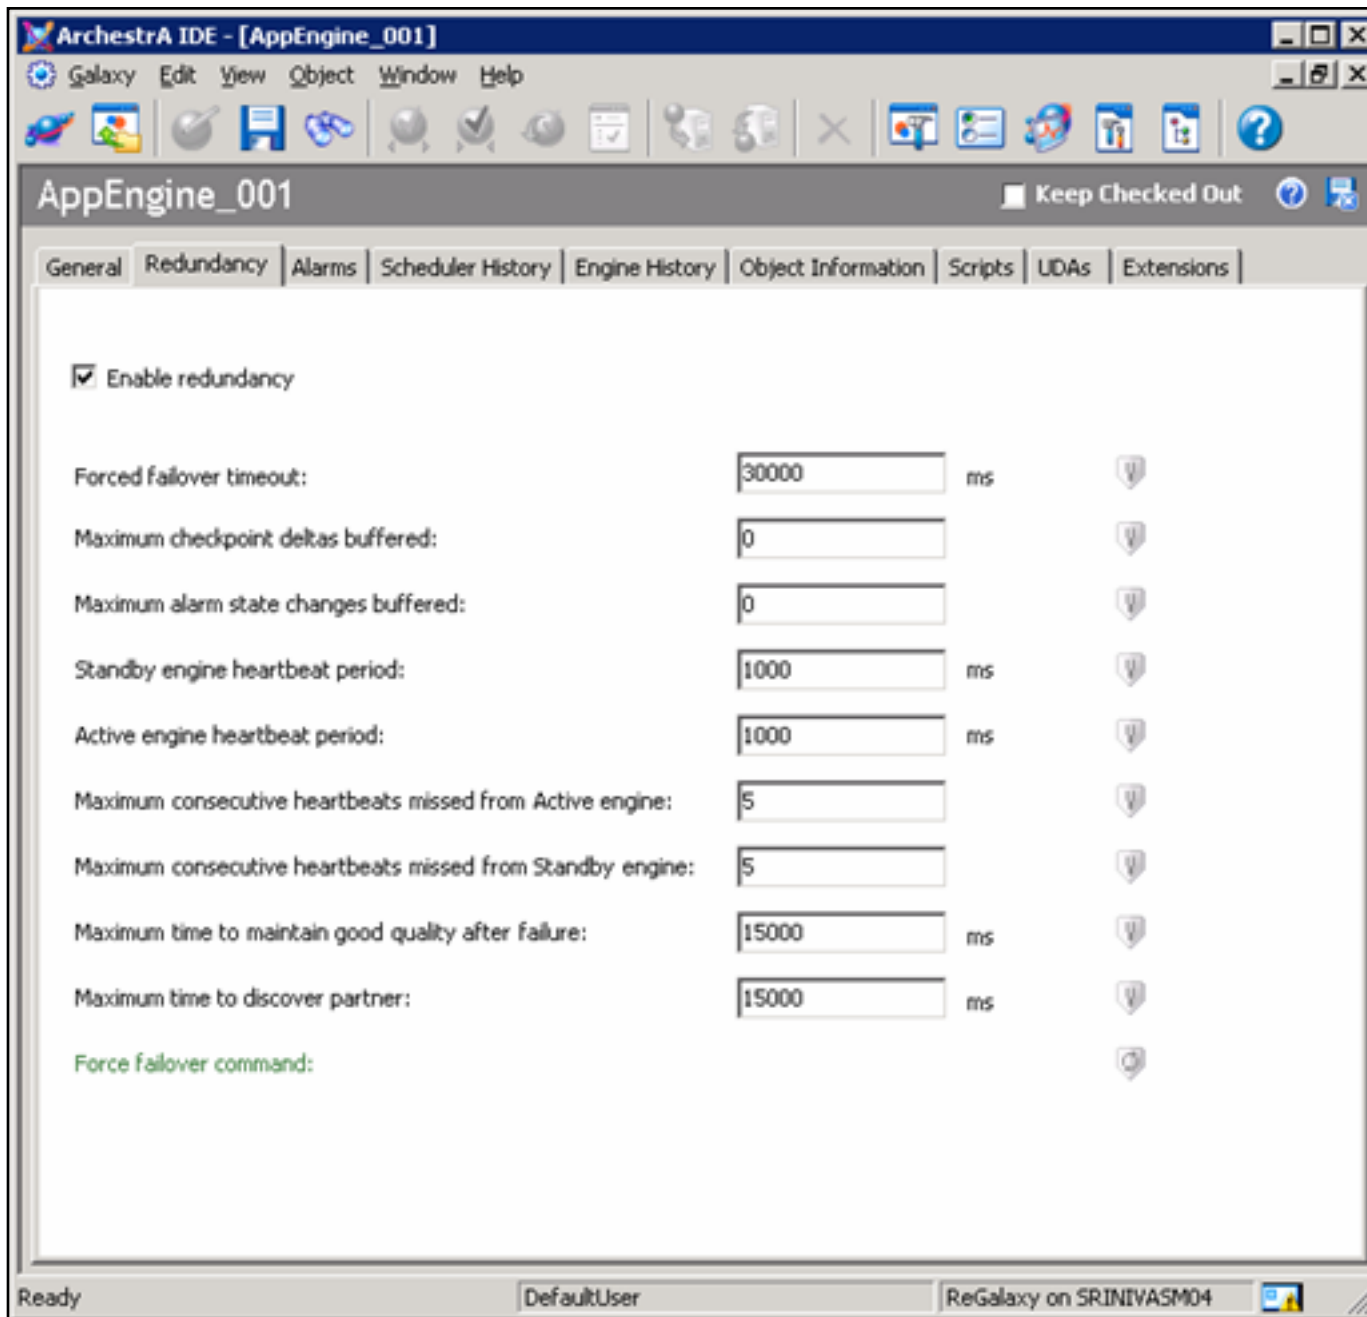 ArchestrA IDE - [AppEngine_001]
Galaxy Edit View Object Window Help
AppEngine_001 Keep Checked Out
General Redundancy Alarms Scheduler History Engine History Object Information Scripts UDAs Extensions
Enable redundancy
Forced failover timeout: 30000 ms
Maximum checkpoint deltas buffered: 0
Maximum alarm state changes buffered: 0
Standby engine heartbeat period: 1000 ms
Active engine heartbeat period: 1000 ms
Maximum consecutive heartbeats missed from Active engine: 5
Maximum consecutive heartbeats missed from Standby engine: 5
Maximum time to maintain good quality after failure: 15000 ms
Maximum time to discover partner: 15000 ms
Force failover command:
Ready DefaultUser ReGalaxy on SRINIVASM04